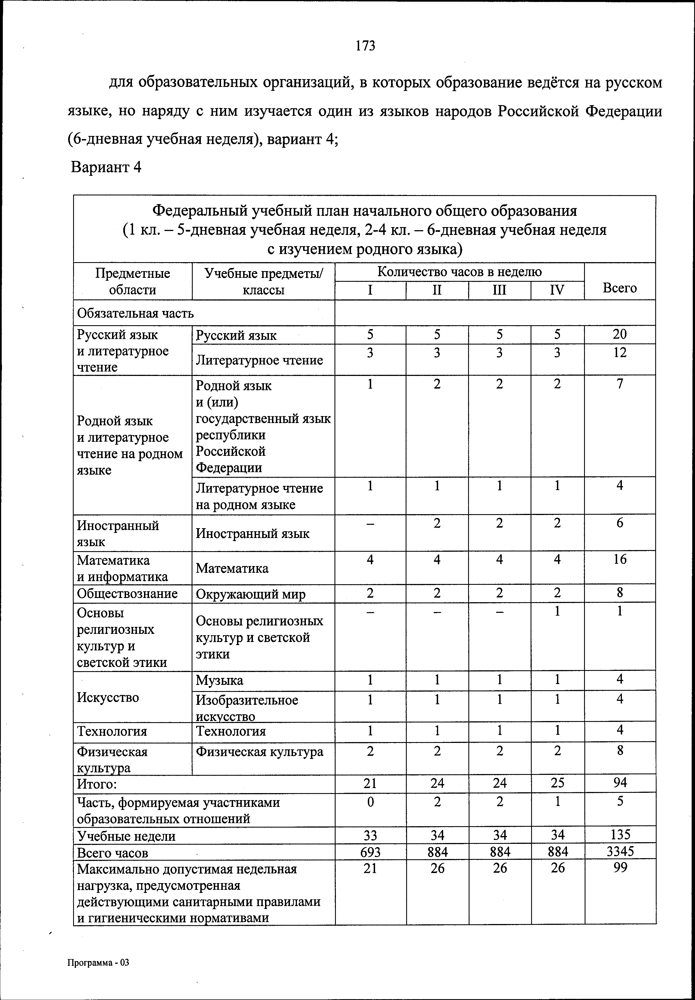 173
для образовательных организаций, в которых образование ведётся на русском
языке, но наряду с ним изучается один из языков народов Российской Федерации
(6-дневная учебная неделя), вариант 4;
Вариант 4
Федеральный учебный план начального общего образования
(1 кл. – 5-дневная учебная неделя, 2-4 кл. – 6-дневная учебная неделя
с изучением родного языка)
Предметные
области
Учебные предметы/
классы
Количество часов в неделю
Всего
I II III IV
Обязательная часть
Русский язык
и литературное
чтение
Русский язык 5 5 5 5 20
Литературное чтение 3 3 3 3 12
Родной язык
и литературное
чтение на родном
языке
Родной язык 1 2 2 2 7
и (или)
государственный язык
республики
Российской
Федерации
Литературное чтение 1 1 1 1 4
на родном языке
Иностранный
язык
Иностранный язык – 2 2 2 6
Математика
и информатика
Математика 4 4 4 4 16
Обществознание Окружающий мир 2 2 2 2 8
Основы
религиозных
культур и
светской этики
Основы религиозных – – – 1 1
культур и светской
этики
Искусство
Музыка 1 1 1 1 4
Изобразительное 1 1 1 1 4
искусство
Технология Технология 1 1 1 1 4
Физическая
культура
Физическая культура 2 2 2 2 8
Итого: 21 24 24 25 94
Часть, формируемая участниками 0 2 2 1 5
образовательных отношений
Учебные недели 33 34 34 34 135
Всего часов 693 884 884 884 3345
Максимально допустимая недельная 21 26 26 26 99
нагрузка, предусмотренная
действующими санитарными правилами
и гигиеническими нормативами
Программа - 03